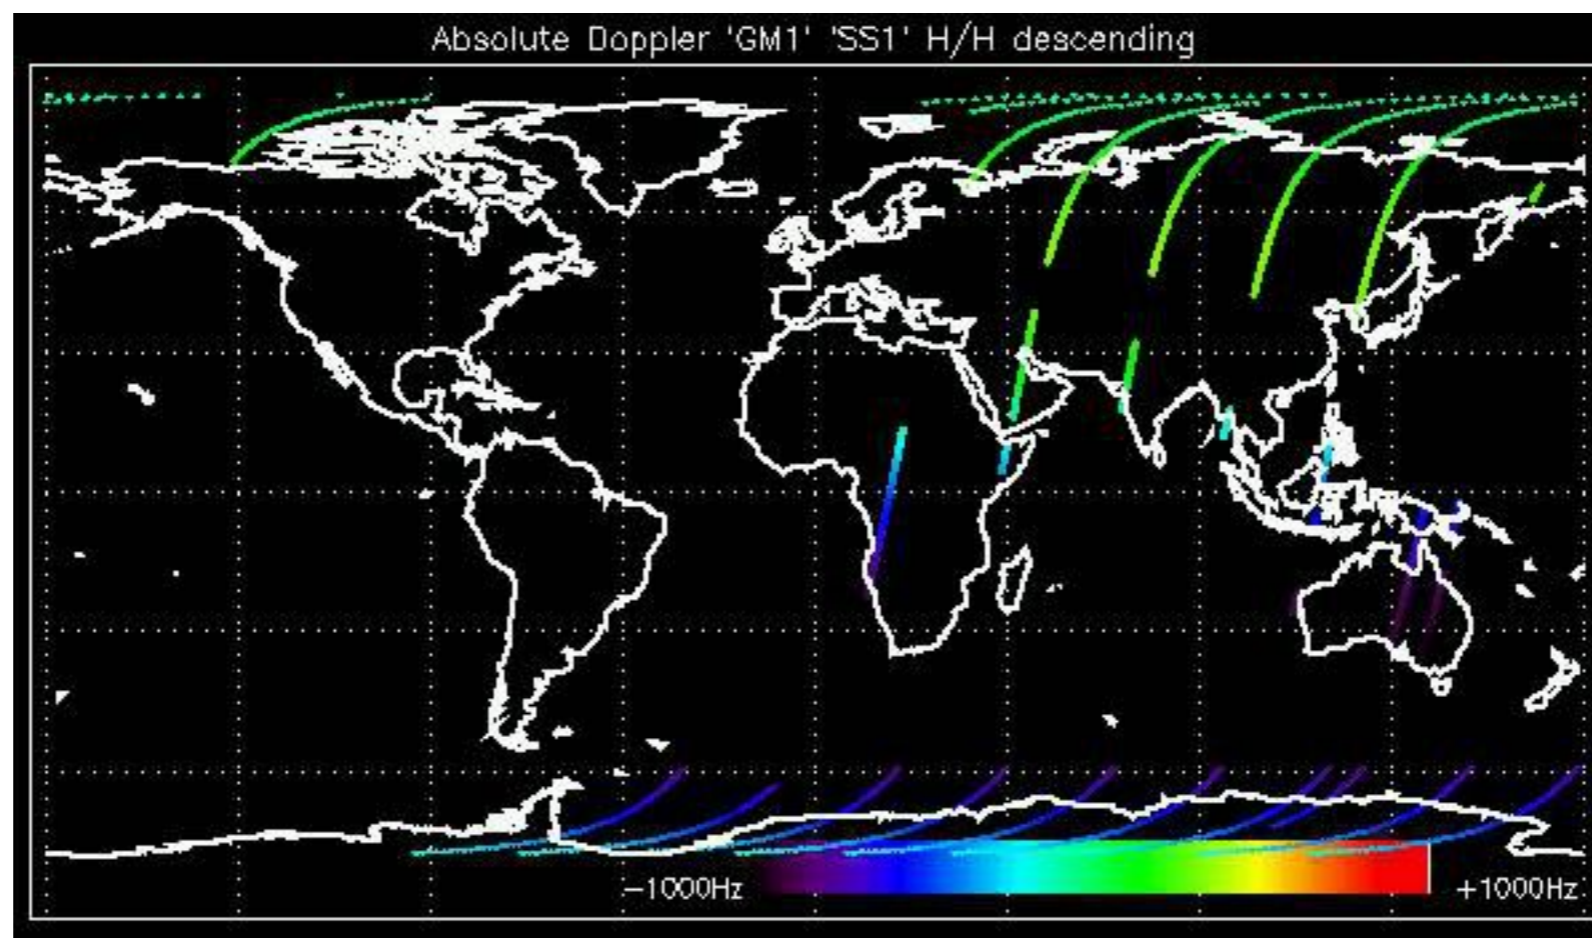 Absolute Doppler 'GM1' 'SS1' H/H descending
−1000Hz
+1000Hz